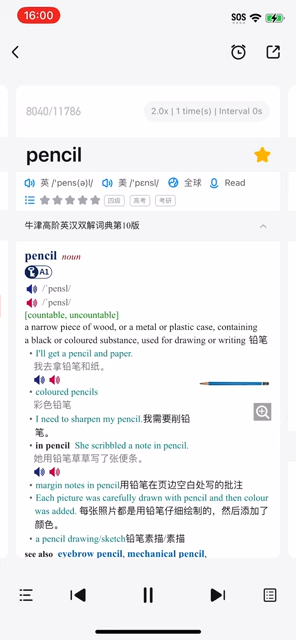 16:00
SOS
8040/11786
2.0x | 1 time(s) | Interval 0s
pencil
英 /'pens(ə)l/ 美 /'pɛnsl/ 全球 Read
四级 高考 考研
牛津高阶英汉双解词典第10版
pencil noun
A1
/ˈpensl/
/ˈpensl/
[countable, uncountable]
a narrow piece of wood, or a metal or plastic case, containing
a black or coloured substance, used for drawing or writing 铅笔
• I'll get a pencil and paper.
我去拿铅笔和纸。
• coloured pencils
彩色铅笔
• I need to sharpen my pencil.我需要削铅
笔。
• in pencil She scribbled a note in pencil.
她用铅笔草草写了张便条。
• margin notes in pencil用铅笔在页边空白处写的批注
• Each picture was carefully drawn with pencil and then colour
was added. 每张照片都是用铅笔仔细绘制的，然后添加了
颜色。
• a pencil drawing/sketch铅笔素描/素描
see also eyebrow pencil, mechanical pencil,